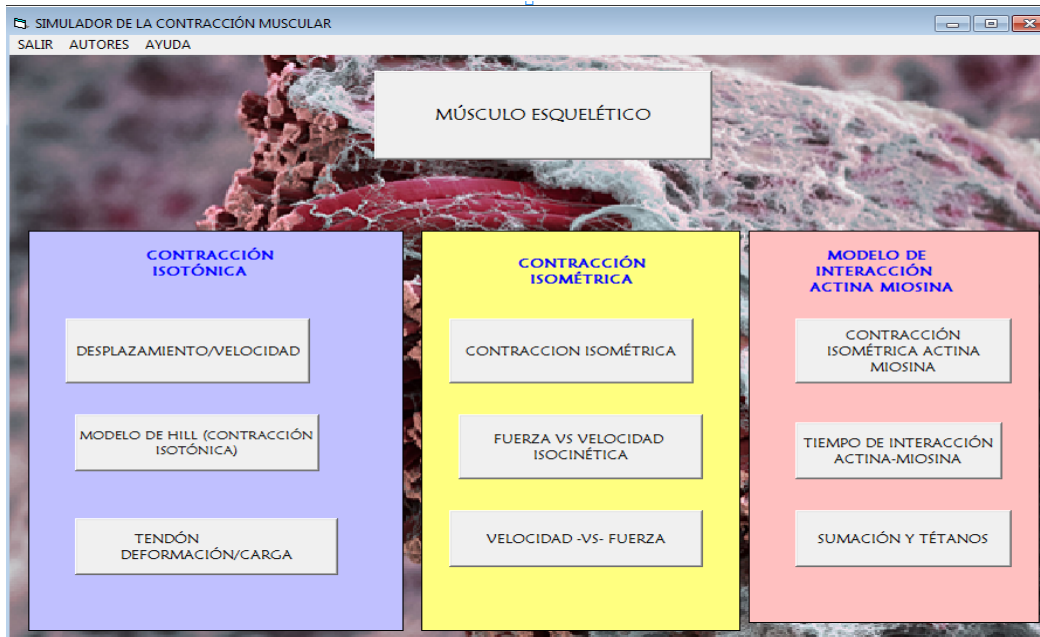 SIMULADOR DE LA CONTRACCIÓN MUSCULAR
SALIR AUTORES AYUDA
MÚSCULO ESQUELÉTICO
CONTRACCIÓN
ISOTÓNICA
DESPLAZAMIENTO/VELOCIDAD
MODELO DE HILL (CONTRACCIÓN
ISOTÓNICA)
TENDÓN
DEFORMACIÓN/CARGA
CONTRACCIÓN
ISOMÉTRICA
CONTRACCION ISOMÉTRICA
FUERZA VS VELOCIDAD
ISOCINÉTICA
VELOCIDAD -VS- FUERZA
MODELO DE
INTERACCIÓN
ACTINA MIOSINA
CONTRACCIÓN
ISOMÉTRICA ACTINA
MIOSINA
TIEMPO DE INTERACCIÓN
ACTINA-MIOSINA
SUMACIÓN Y TÉTANOS